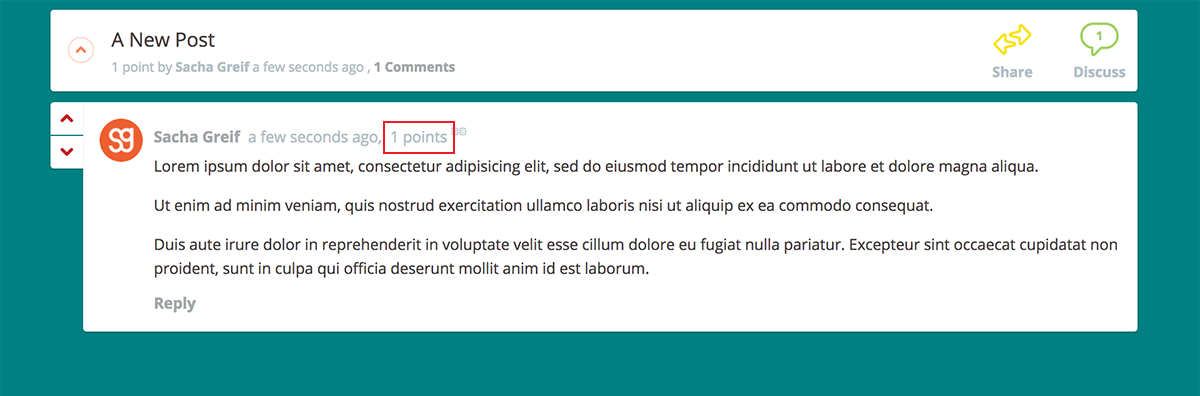 A New Post
1 point by Sacha Greif a few seconds ago , 1 Comments
Share
1
Discuss
sg
Sacha Greif a few seconds ago, 1 points
Lorem ipsum dolor sit amet, consectetur adipisicing elit, sed do eiusmod tempor incididunt ut labore et dolore magna aliqua.
Ut enim ad minim veniam, quis nostrud exercitation ullamco laboris nisi ut aliquip ex ea commodo consequat.
Duis aute irure dolor in reprehenderit in voluptate velit esse cillum dolore eu fugiat nulla pariatur. Excepteur sint occaecat cupidatat non
proident, sunt in culpa qui officia deserunt mollit anim id est laborum.
Reply